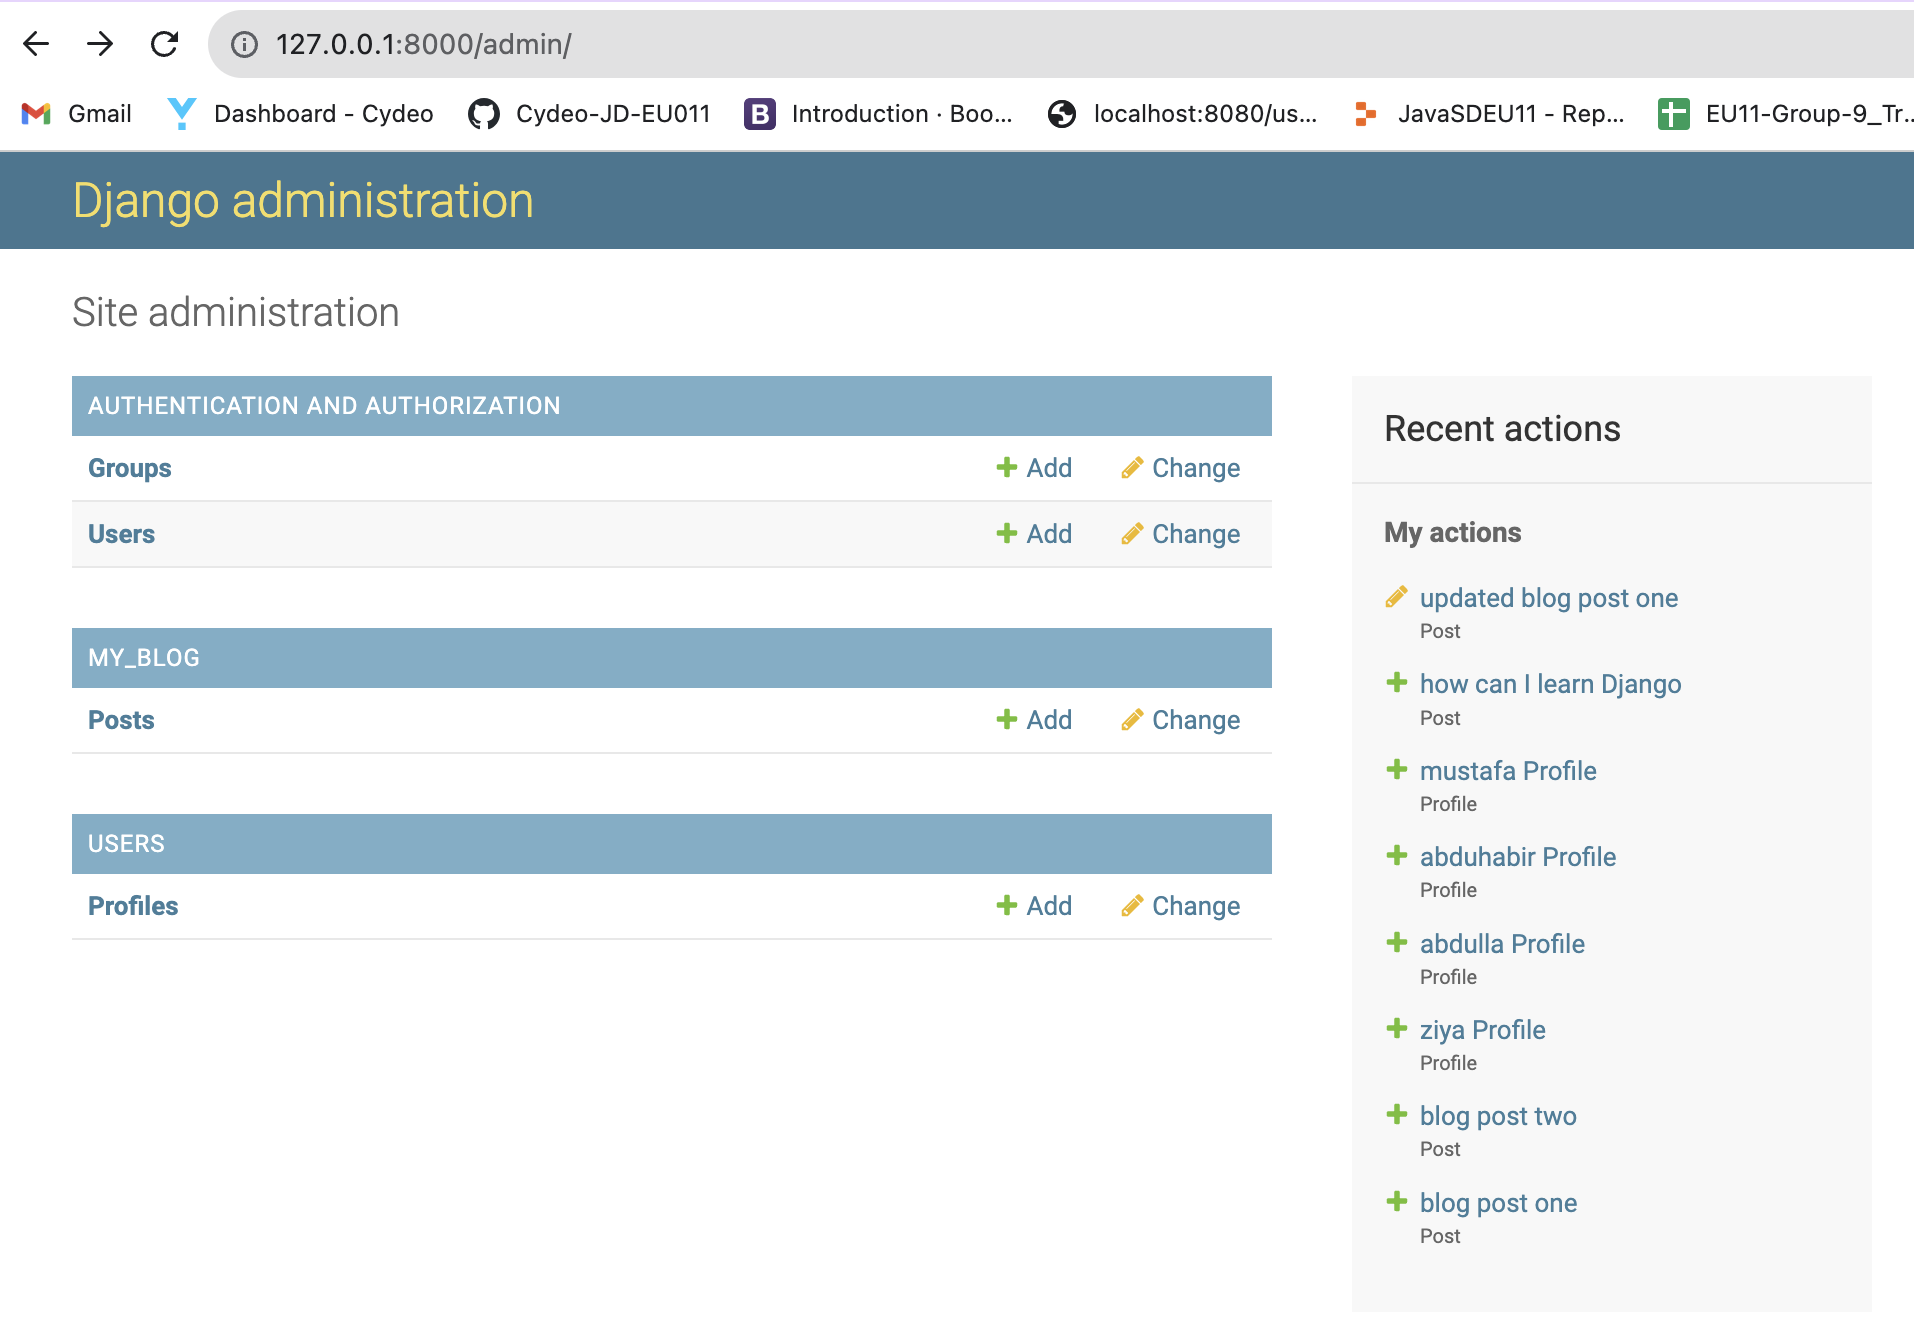 127.0.0.1:8000/admin/
Gmail Dashboard - Cydeo Cydeo-JD-EU011 Introduction · Boo... localhost:8080/us... JavaSDEU11 - Rep... EU11-Group-9_Tr...
Django administration
Site administration
AUTHENTICATION AND AUTHORIZATION
Groups Add Change
Users Add Change
MY_BLOG
Posts Add Change
USERS
Profiles Add Change
Recent actions
My actions
updated blog post one
Post
how can I learn Django
Post
mustafa Profile
Profile
abduhabir Profile
Profile
abdulla Profile
Profile
ziya Profile
Profile
blog post two
Post
blog post one
Post